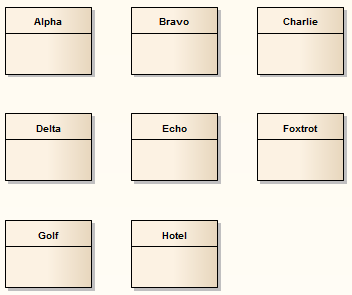 Alpha
Bravo
Charlie
Delta
Echo
Foxtrot
Golf
Hotel